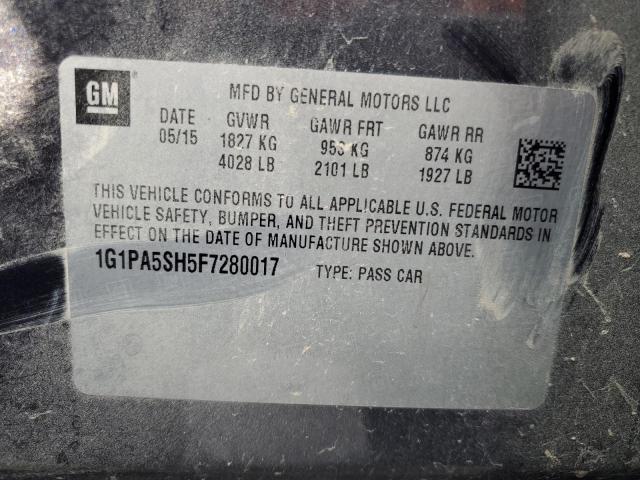 GM
MFD BY GENERAL MOTORS LLC
DATE GVWR GAWR FRT GAWR RR
05/15 1827 KG 953 KG 874 KG
4028 LB 2101 LB 1927 LB
THIS VEHICLE CONFORMS TO ALL APPLICABLE U.S. FEDERAL MOTOR
VEHICLE SAFETY, BUMPER, AND THEFT PREVENTION STANDARDS IN
EFFECT ON THE DATE OF MANUFACTURE SHOWN ABOVE.
1G1PA5SH5F7280017 TYPE: PASS CAR